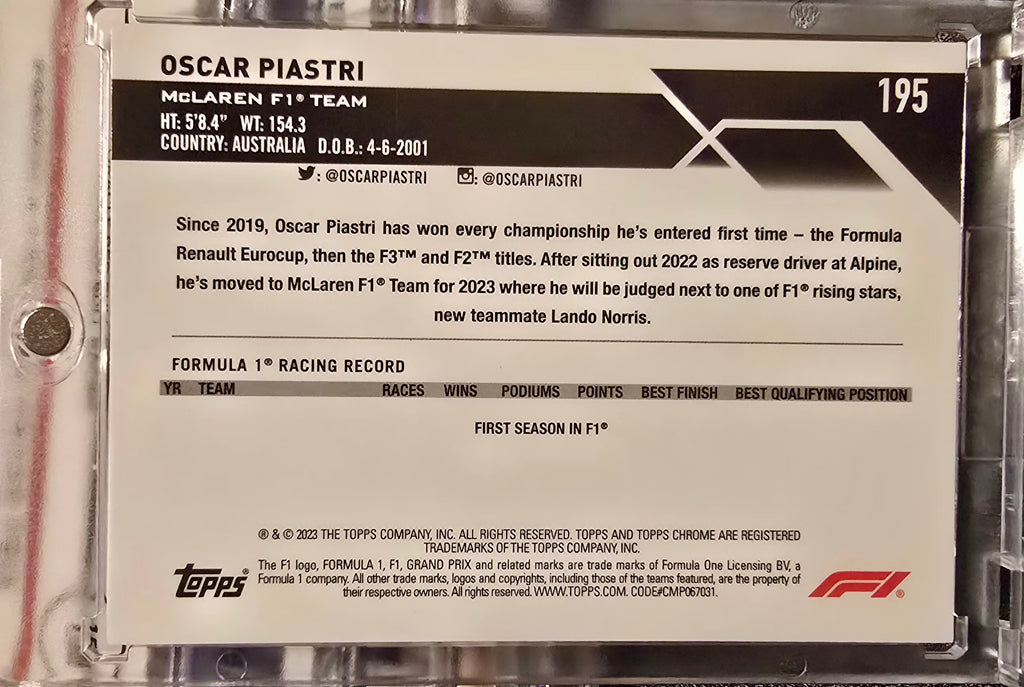 OSCAR PIASTRI
195
McLAREN F1® TEAM
HT: 5'8.4" WT: 154.3
COUNTRY: AUSTRALIA D.O.B.: 4-6-2001
: @OSCARPIASTRI : @OSCARPIASTRI
Since 2019, Oscar Piastri has won every championship he's entered first time – the Formula
Renault Eurocup, then the F3™ and F2™ titles. After sitting out 2022 as reserve driver at Alpine,
he's moved to McLaren F1® Team for 2023 where he will be judged next to one of F1® rising stars,
new teammate Lando Norris.
FORMULA 1® RACING RECORD
YR TEAM RACES WINS PODIUMS POINTS BEST FINISH BEST QUALIFYING POSITION
FIRST SEASON IN F1®
® & © 2023 THE TOPPS COMPANY, INC. ALL RIGHTS RESERVED. TOPPS AND TOPPS CHROME ARE REGISTERED
TRADEMARKS OF THE TOPPS COMPANY, INC.
The F1 logo, FORMULA 1, F1, GRAND PRIX and related marks are trade marks of Formula One Licensing BV, a
Formula 1 company. All other trade marks, logos and copyrights, including those of the teams featured, are the property of
their respective owners. All rights reserved. WWW.TOPPS.COM. CODE#CMP067031.
topps®
F1®